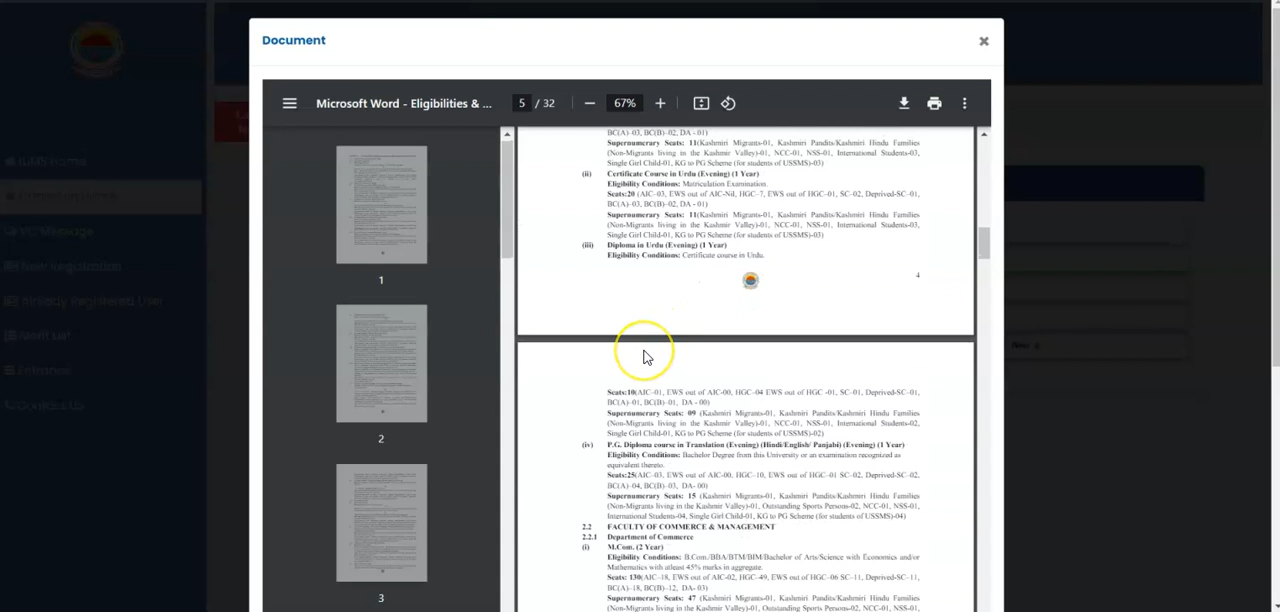 Document
×
Microsoft Word - Eligibilities & ...
5 / 32
67%
1
2
3
BC(A)–03, BC(B)–02, DA - 01)
Supernumerary Seats: 11(Kashmiri Migrants-01, Kashmiri Pandits/Kashmiri Hindu Families
(Non-Migrants living in the Kashmir Valley)-01, NCC-01, NSS-01, International Students-03,
Single Girl Child-01, KG to PG Scheme (for students of USSMS)-03)
(ii) Certificate Course in Urdu (Evening) (1 Year)
Eligibility Conditions: Matriculation Examination.
Seats:20 (AIC–03, EWS out of AIC-Nil, HGC–7, EWS out of HGC–01, SC–02, Deprived-SC–01,
BC(A)–03, BC(B)–02, DA - 01)
Supernumerary Seats: 11(Kashmiri Migrants-01, Kashmiri Pandits/Kashmiri Hindu Families
(Non-Migrants living in the Kashmir Valley)-01, NCC-01, NSS-01, International Students-03,
Single Girl Child-01, KG to PG Scheme (for students of USSMS)-03)
(iii) Diploma in Urdu (Evening) (1 Year)
Eligibility Conditions: Certificate course in Urdu.
4
Seats:10(AIC–01, EWS out of AIC-00, HGC–04 EWS out of HGC -01, SC–01, Deprived-SC–01,
BC(A)–01, BC(B)–01, DA - 00)
Supernumerary Seats: 09 (Kashmiri Migrants-01, Kashmiri Pandits/Kashmiri Hindu Families
(Non-Migrants living in the Kashmir Valley)-01, NCC-01, NSS-01, International Students-02,
Single Girl Child-01, KG to PG Scheme (for students of USSMS)-02)
(iv) P.G. Diploma course in Translation (Evening) (Hindi/English/ Panjabi) (Evening) (1 Year)
Eligibility Conditions: Bachelor Degree from this University or an examination recognized as
equivalent thereto.
Seats:25(AIC–03, EWS out of AIC-00, HGC–10, EWS out of HGC–01 SC–02, Deprived-SC–02,
BC(A)–04, BC(B)–03, DA- 00)
Supernumerary Seats: 15 (Kashmiri Migrants-01, Kashmiri Pandits/Kashmiri Hindu Families
(Non-Migrants living in the Kashmir Valley)-01, Outstanding Sports Persons-02, NCC-01, NSS-01,
International Students-04, Single Girl Child-01, KG to PG Scheme (for students of USSMS)-04)
2.2 FACULTY OF COMMERCE & MANAGEMENT
2.2.1 Department of Commerce
(i) M.Com. (2 Year)
Eligibility Conditions: B.Com./BBA/BTM/BIM/Bachelor of Arts/Science with Economics and/or
Mathematics with atleast 45% marks in aggregate.
Seats: 130(AIC–18, EWS out of AIC-02, HGC–49, EWS out of HGC–06 SC–11, Deprived-SC–11,
BC(A)–18, BC(B)–12, DA- 03)
Supernumerary Seats: 47 (Kashmiri Migrants-01, Kashmiri Pandits/Kashmiri Hindu Families
(Non-Migrants living in the Kashmir Valley)-01, Outstanding Sports Persons-02, NCC-01, NSS-01,